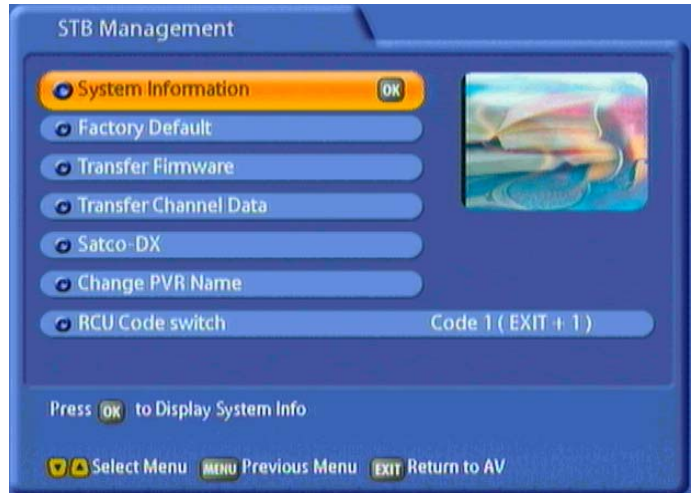 STB Management
System Information OK
Factory Default
Transfer Firmware
Transfer Channel Data
Satco-DX
Change PVR Name
RCU Code switch Code 1 ( EXIT + 1 )
Press OK to Display System Info
Select Menu MENU Previous Menu EXIT Return to AV